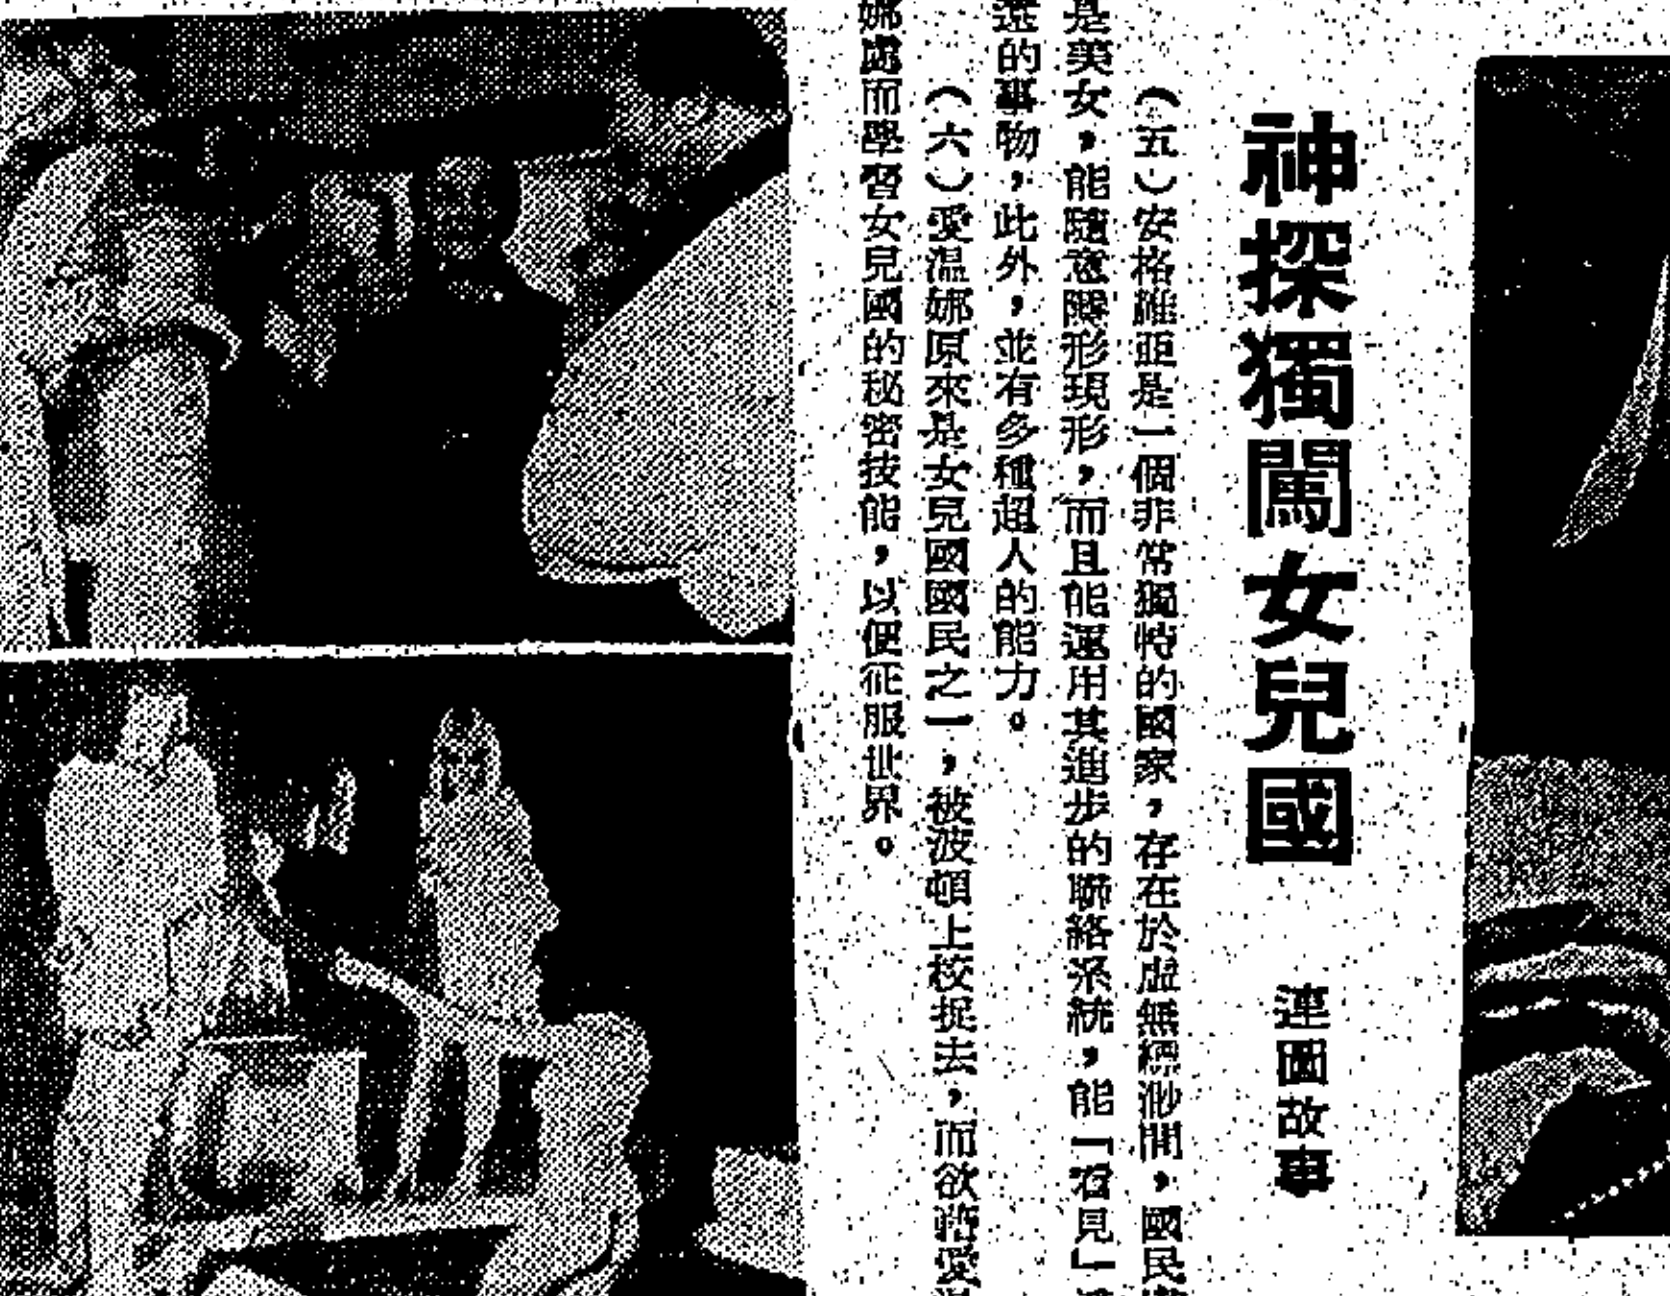 神探獨闖女兒國
連圖故事
（五）安格維亞是一個非常獨特的國家，存在於虛無縹渺間，國民
是美女，能隨意隱形現形，而且能運用其進步的聯絡系統，能「看見」
遠的事物，此外，並有多種超人的能力。
（六）愛温娜原來是女兒國國民之一，被波頓上校捉去，而欲藉愛温
娜處而學習女兒國的秘密技能，以便征服世界。